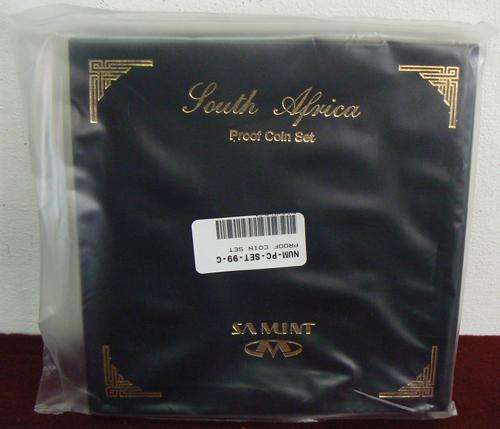 South Africa
Proof Coin Set
NUM-PC-SET-99-C
PROOF COIN SET
SA MINT